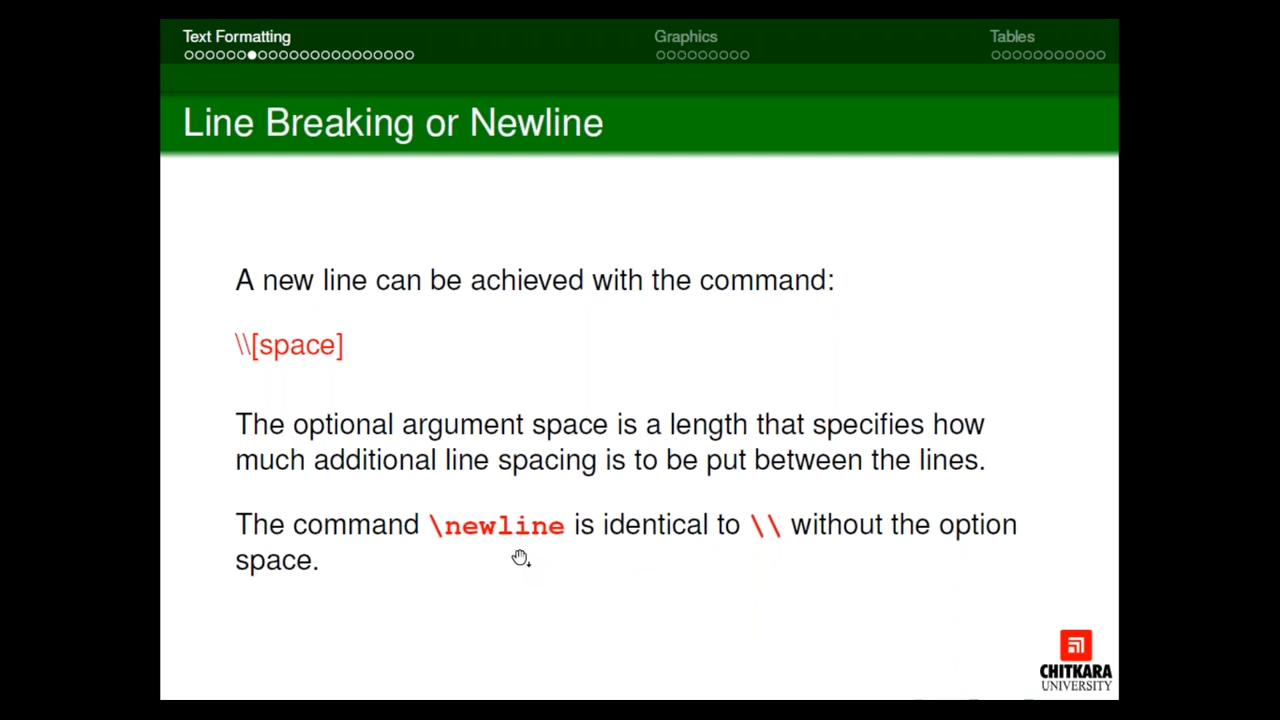 Text Formatting
Graphics
Tables
Line Breaking or Newline
A new line can be achieved with the command:
\\[space]
The optional argument space is a length that specifies how
much additional line spacing is to be put between the lines.
The command \newline is identical to \\ without the option
space.
CHITKARA
UNIVERSITY